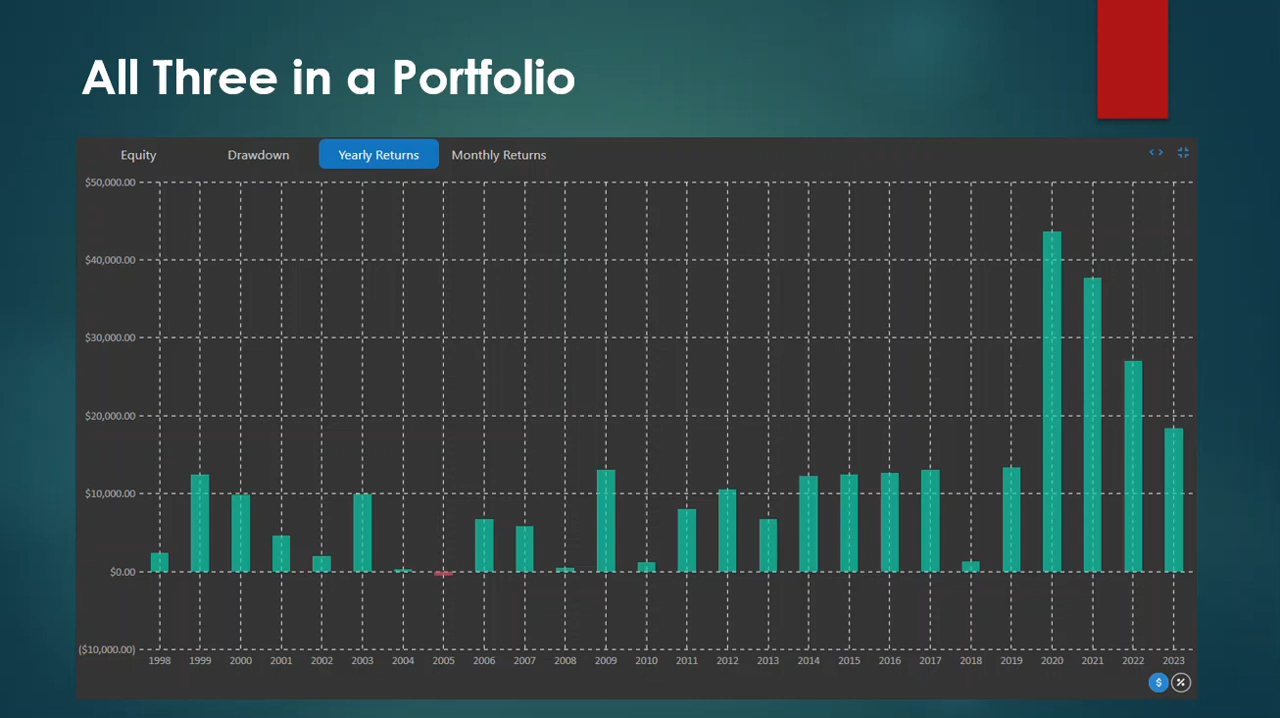 All Three in a Portfolio
Equity Drawdown Yearly Returns Monthly Returns
$50,000.00
$40,000.00
$30,000.00
$20,000.00
$10,000.00
$0.00
($10,000.00)
1998 1999 2000 2001 2002 2003 2004 2005 2006 2007 2008 2009 2010 2011 2012 2013 2014 2015 2016 2017 2018 2019 2020 2021 2022 2023
$ %